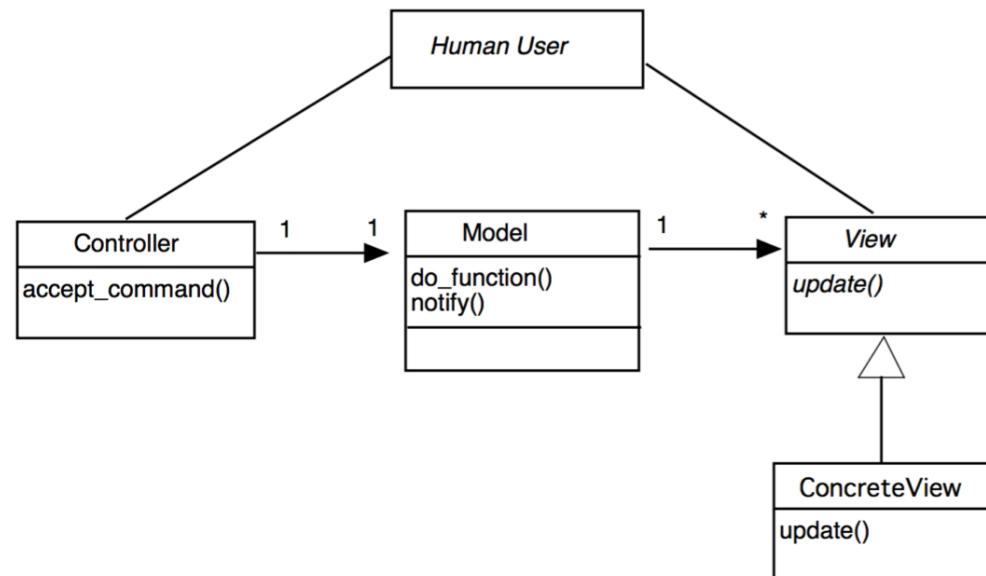 Human User
Controller
accept_command()
1
1
Model
do_function()
notify()
1
*
View
update()
ConcreteView
update()